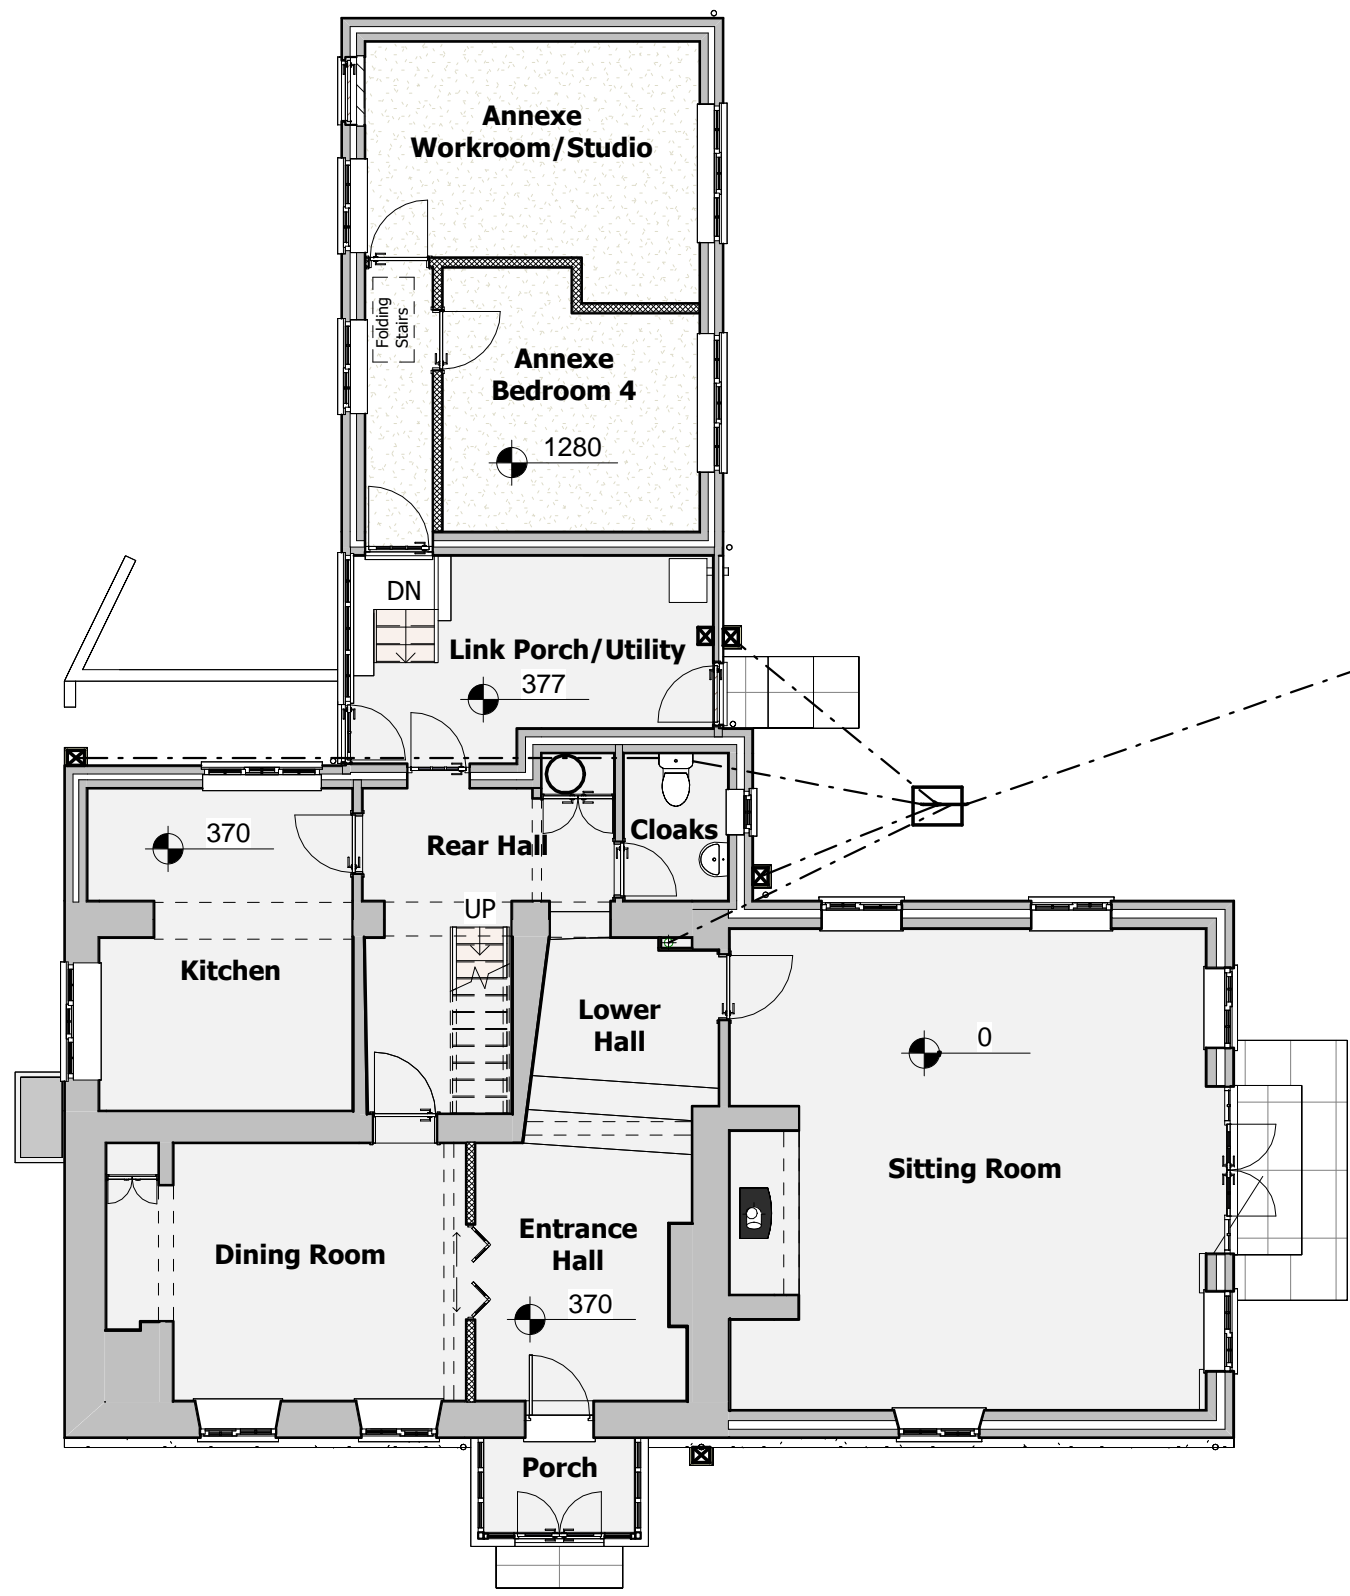 Annexe
Workroom/Studio
Folding
Stairs
Annexe
Bedroom 4
1280
DN
Link Porch/Utility
377
370
Rear Hall
Cloaks
UP
Kitchen
Lower
Hall
0
Sitting Room
Dining Room
Entrance
Hall
370
Porch